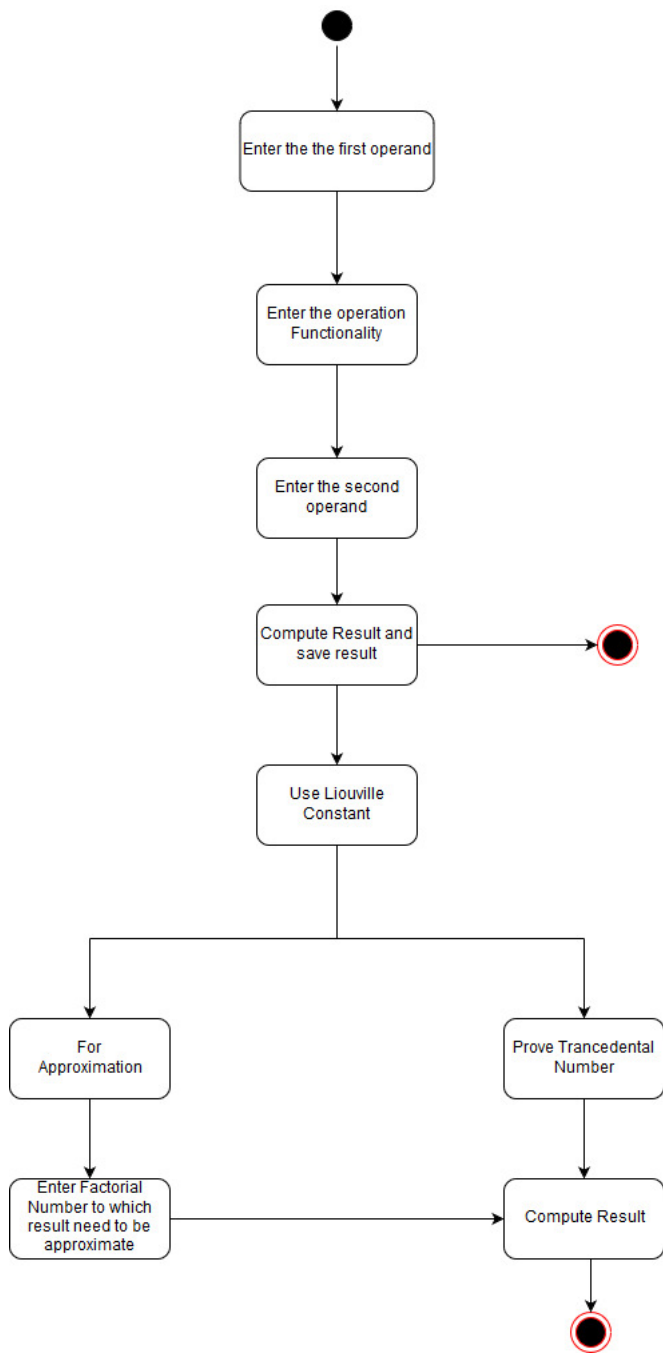 Enter the the first operand
Enter the operation
Functionality
Enter the second
operand
Compute Result and
save result
Use Liouville
Constant
For
Approximation
Prove Trancedental
Number
Enter Factorial
Number to which
result need to be
approximate
Compute Result